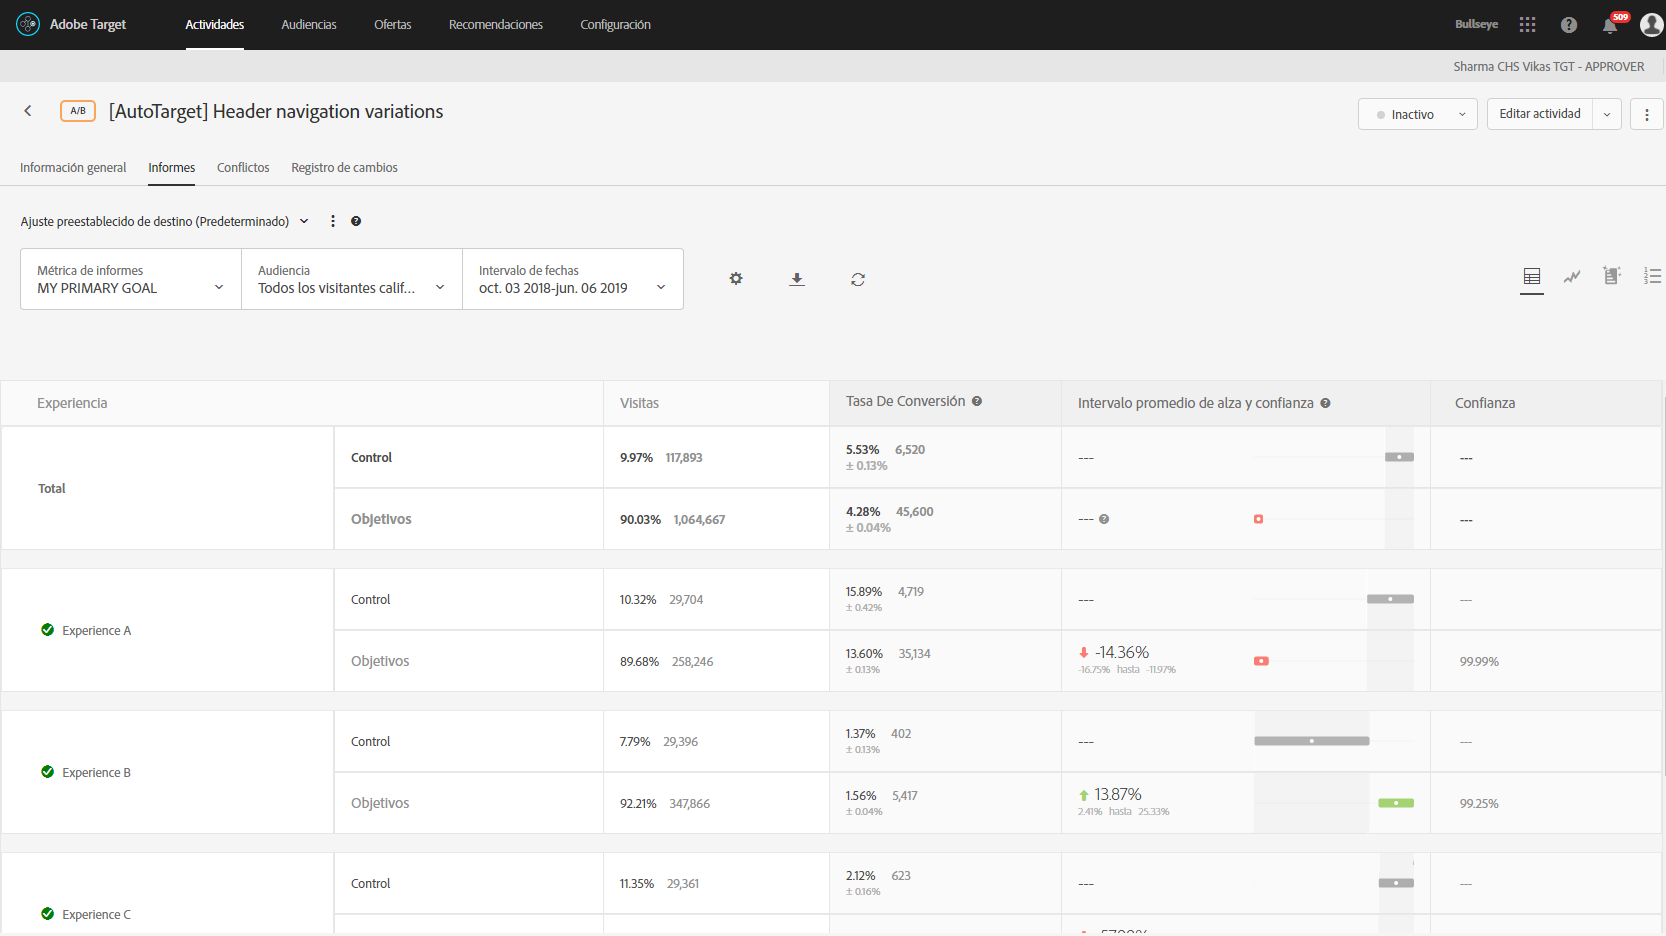 Adobe Target
Actividades
Audiencias
Ofertas
Recomendaciones
Configuración
Bullseye
509
Sharma CHS Vikas TGT - APPROVER
A/B
[AutoTarget] Header navigation variations
Inactivo
Editar actividad
Información general
Informes
Conflictos
Registro de cambios
Ajuste preestablecido de destino (Predeterminado)
Métrica de informes
MY PRIMARY GOAL
Audiencia
Todos los visitantes calif...
Intervalo de fechas
oct. 03 2018-jun. 06 2019
Experiencia
Visitas
Tasa De Conversión
Intervalo promedio de alza y confianza
Confianza
Total
Control
9.97% 117,893
5.53% 6,520
± 0.13%
---
---
Objetivos
90.03% 1,064,667
4.28% 45,600
± 0.04%
---
---
Experience A
Control
10.32% 29,704
15.89% 4,719
± 0.42%
---
---
Objetivos
89.68% 258,246
13.60% 35,134
± 0.13%
-14.36%
-16.75% hasta -11.97%
99.99%
Experience B
Control
7.79% 29,396
1.37% 402
± 0.13%
---
---
Objetivos
92.21% 347,866
1.56% 5,417
± 0.04%
13.87%
2.41% hasta 25.33%
99.25%
Experience C
Control
11.35% 29,361
2.12% 623
± 0.16%
---
---